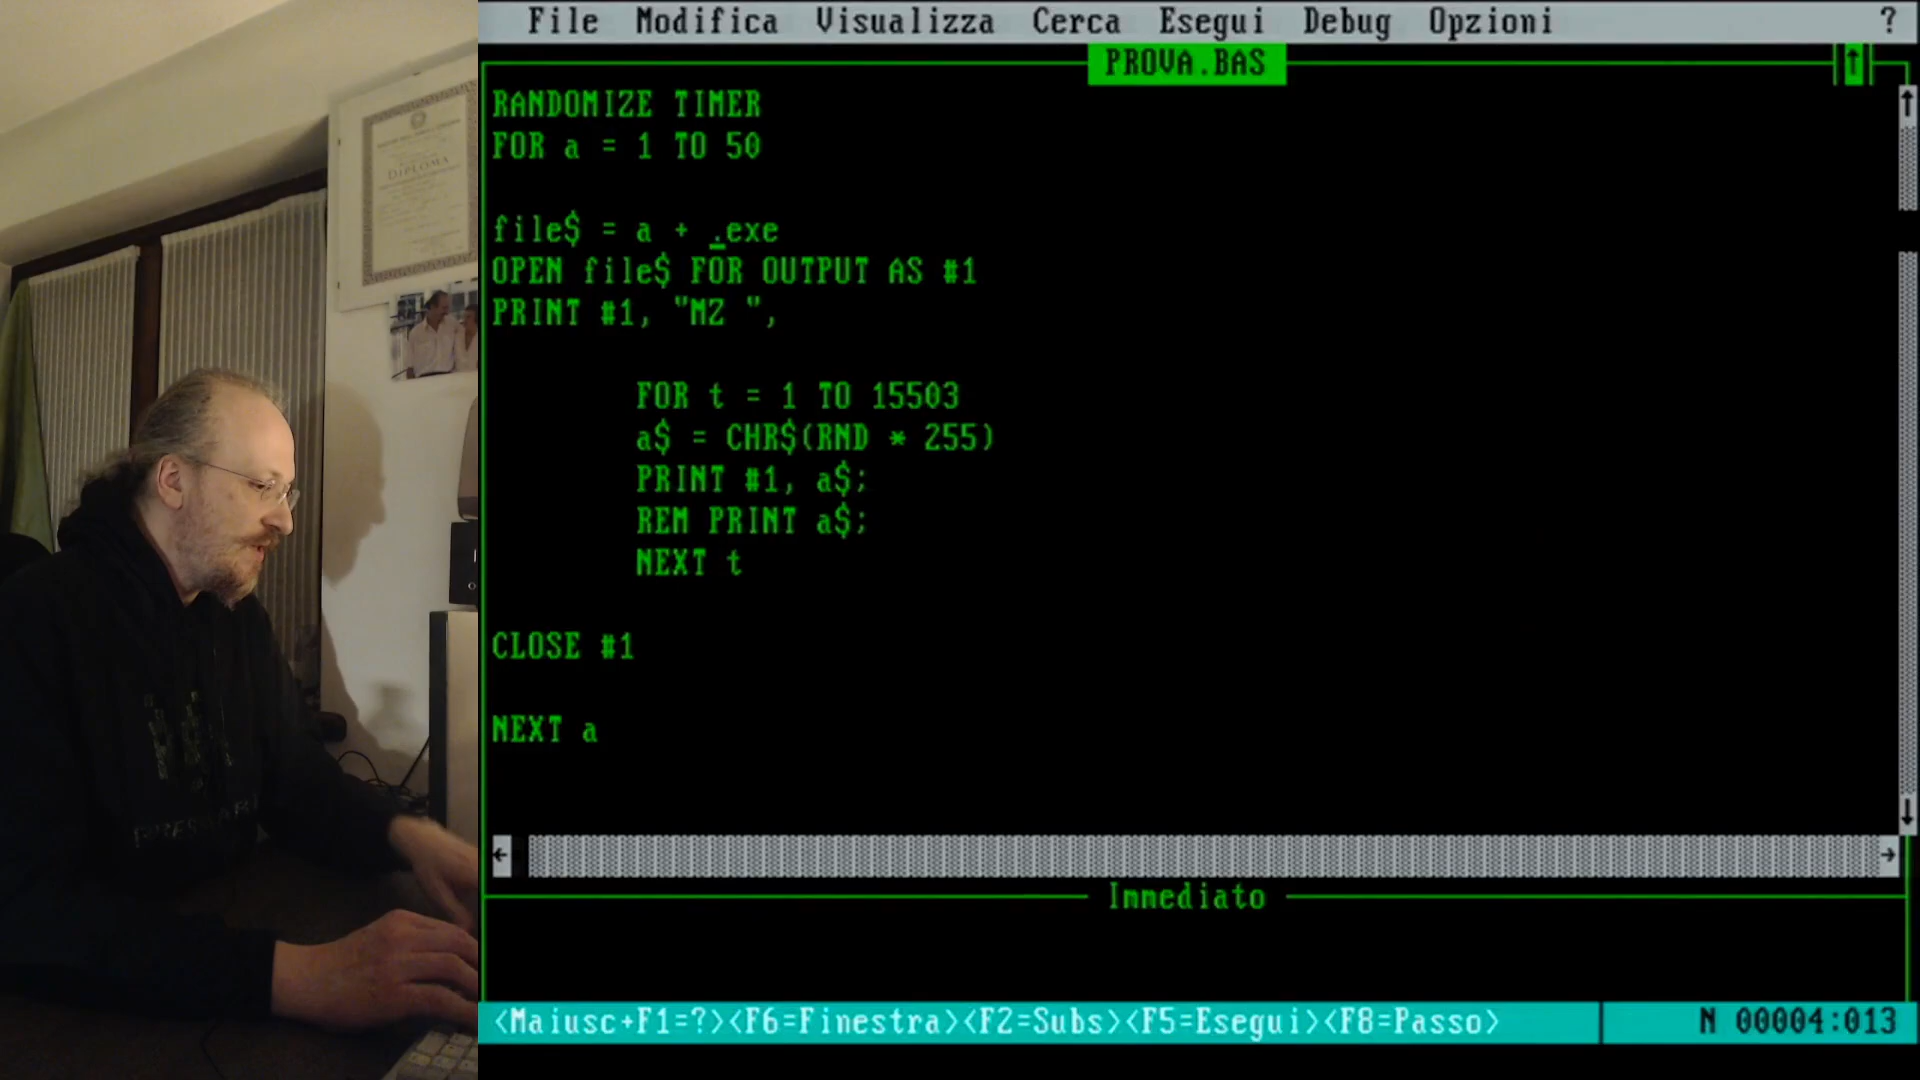 DIPLOMA
File Modifica Visualizza Cerca Esegui Debug Opzioni ?
PROVA.BAS
RANDOMIZE TIMER
FOR a = 1 TO 50
file$ = a + .exe
OPEN file$ FOR OUTPUT AS #1
PRINT #1, "MZ ",
FOR t = 1 TO 15503
a$ = CHR$(RND * 255)
PRINT #1, a$;
REM PRINT a$;
NEXT t
CLOSE #1
NEXT a
Immediato
<Maiusc+F1=?><F6=Finestra><F2=Subs><F5=Esegui><F8=Passo> N 00004:013